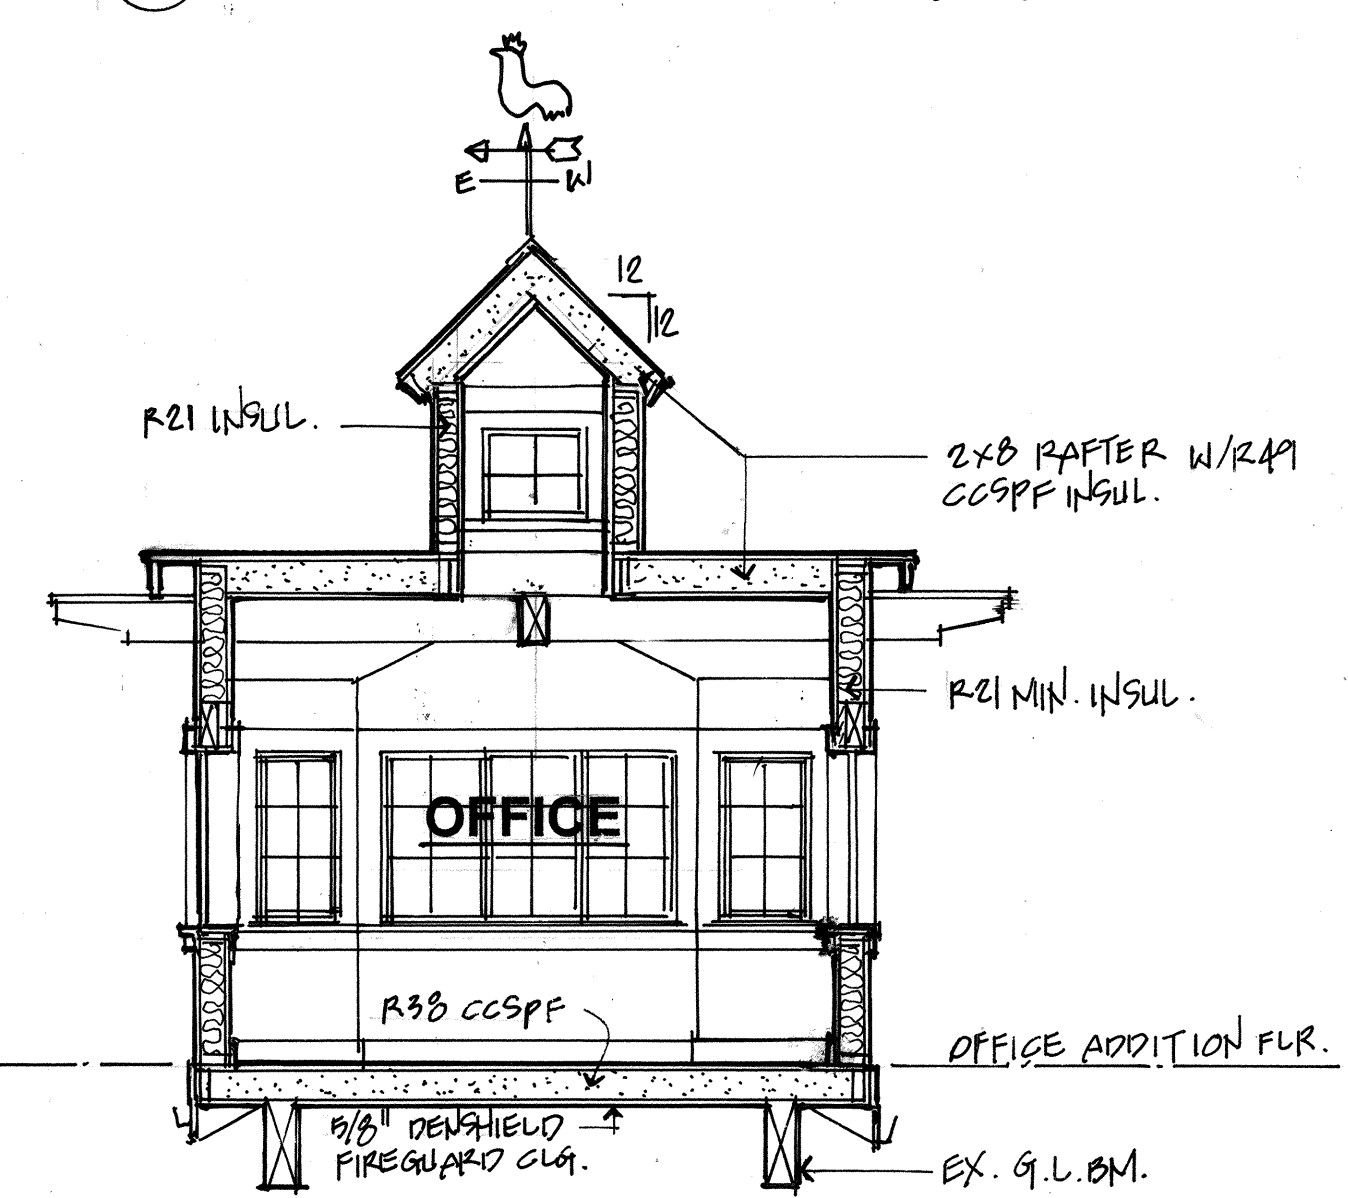 E W
12
12
R21 INSUL.
2X8 RAFTER W/R49
CCSPF INSUL.
R21 MIN. INSUL.
OFFICE
R38 CCSPF
OFFICE ADDITION FLR.
5/8" DENSHIELD
FIREGUARD CLG.
EX. G.L.BM.